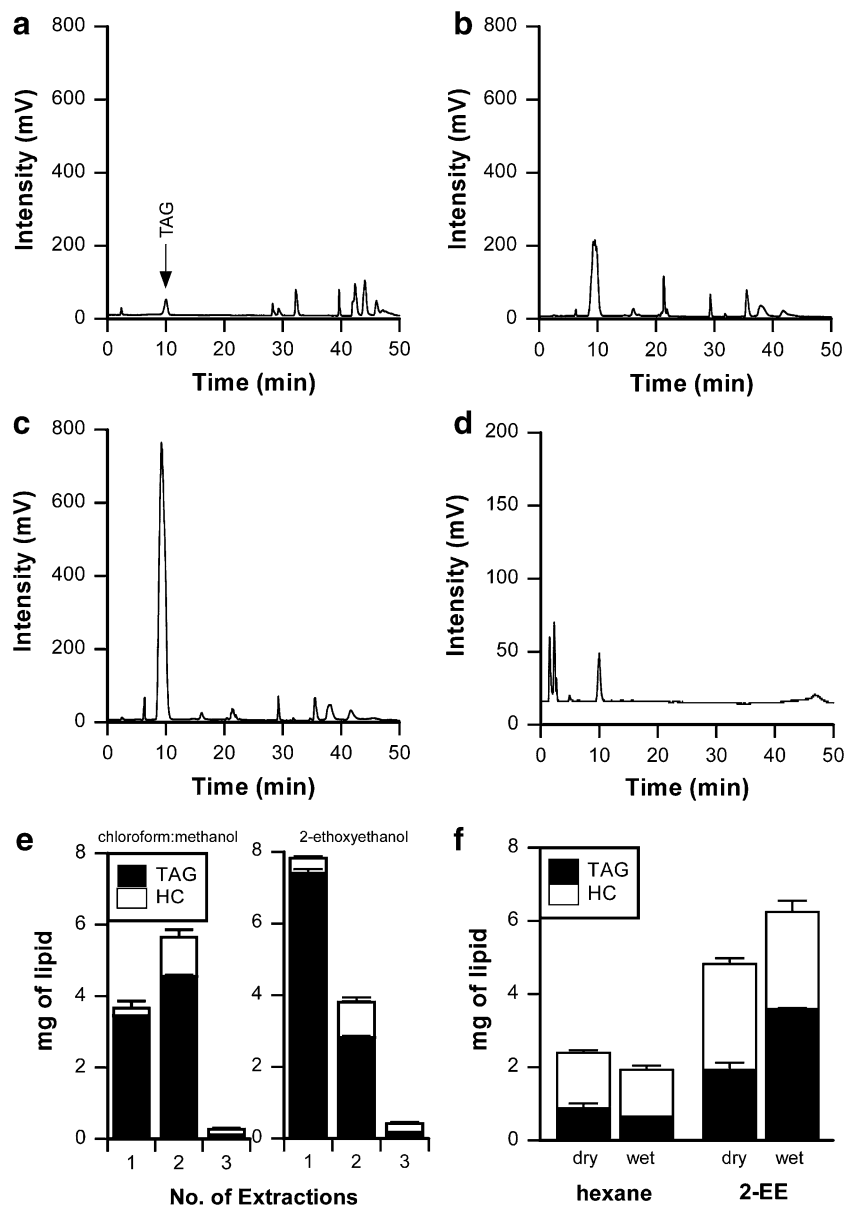 a
800
600
400
200
0
Intensity (mV)
TAG
0 10 20 30 40 50
Time (min)
b
800
600
400
200
0
Intensity (mV)
0 10 20 30 40 50
Time (min)
c
800
600
400
200
0
Intensity (mV)
0 10 20 30 40 50
Time (min)
d
200
150
100
50
0
Intensity (mV)
0 10 20 30 40 50
Time (min)
e
chloroform:methanol
2-ethoxyethanol
8
6
4
2
0
mg of lipid
TAG
HC
1 2 3
8
6
4
2
0
1 2 3
No. of Extractions
f
8
6
4
2
0
mg of lipid
TAG
HC
dry wet dry wet
hexane 2-EE